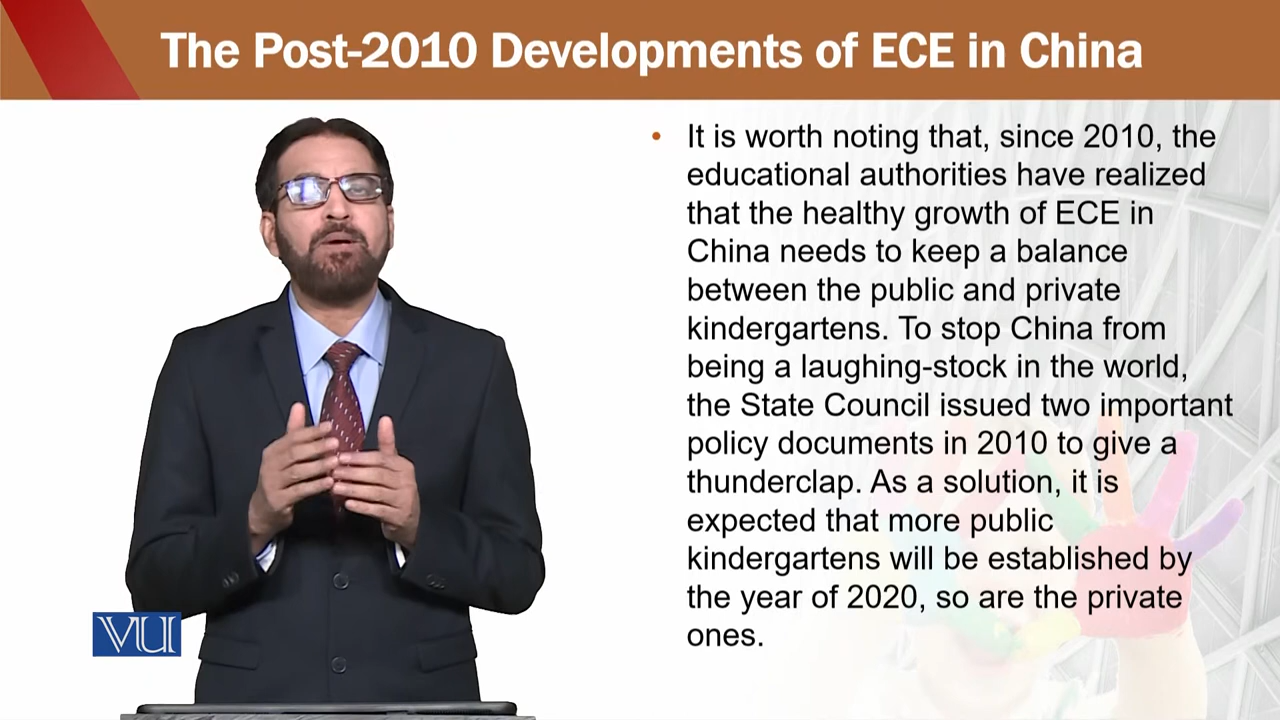 The Post-2010 Developments of ECE in China
• It is worth noting that, since 2010, the
educational authorities have realized
that the healthy growth of ECE in
China needs to keep a balance
between the public and private
kindergartens. To stop China from
being a laughing-stock in the world,
the State Council issued two important
policy documents in 2010 to give a
thunderclap. As a solution, it is
expected that more public
kindergartens will be established by
the year of 2020, so are the private
ones.
VU